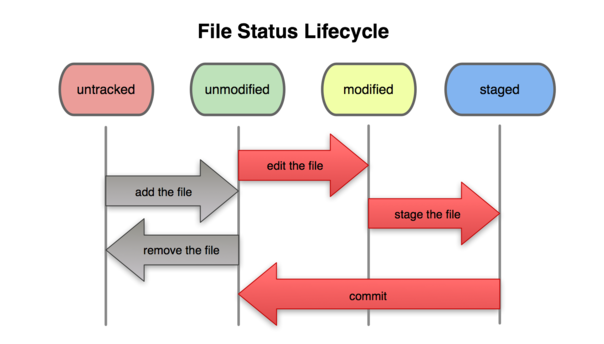 File Status Lifecycle
untracked
unmodified
modified
staged
edit the file
add the file
stage the file
remove the file
commit